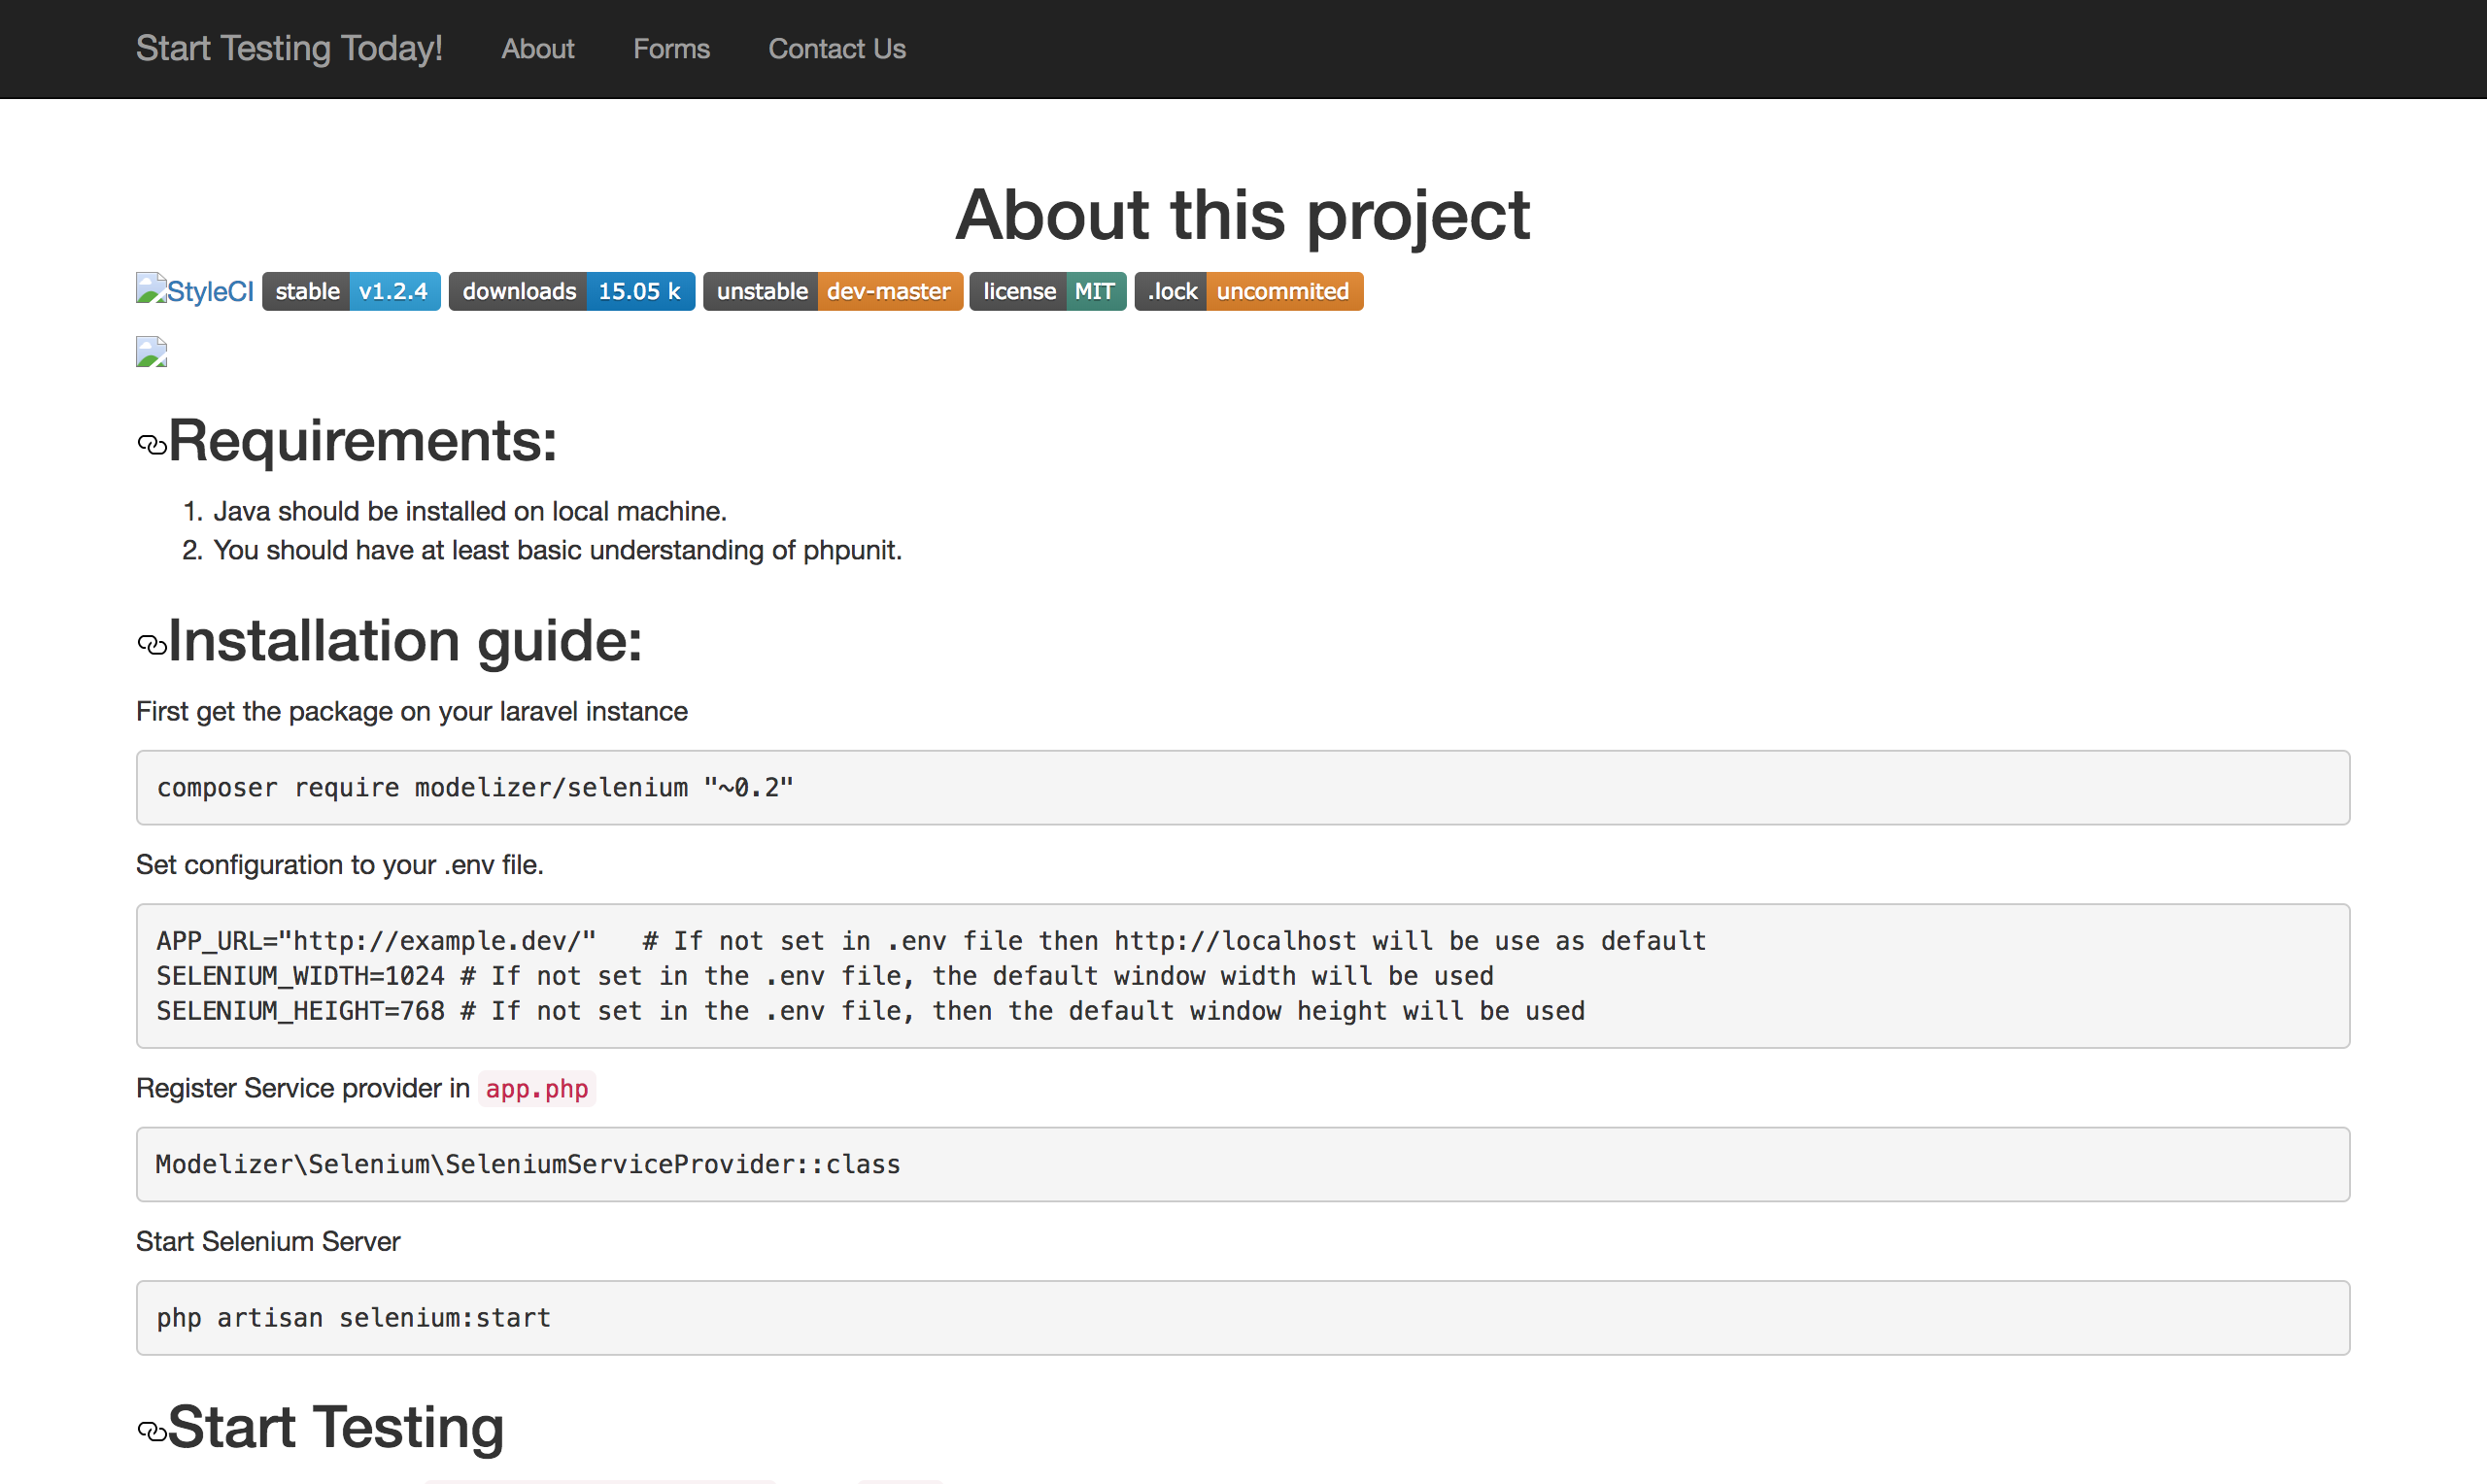 Start Testing Today! About Forms Contact Us
About this project
StyleCI stable v1.2.4 downloads 15.05 k unstable dev-master license MIT .lock uncommited
Requirements:
1. Java should be installed on local machine.
2. You should have at least basic understanding of phpunit.
Installation guide:
First get the package on your laravel instance
composer require modelizer/selenium "~0.2"
Set configuration to your .env file.
APP_URL="http://example.dev/"   # If not set in .env file then http://localhost will be use as default
SELENIUM_WIDTH=1024 # If not set in the .env file, the default window width will be used
SELENIUM_HEIGHT=768 # If not set in the .env file, then the default window height will be used
Register Service provider in app.php
Modelizer\Selenium\SeleniumServiceProvider::class
Start Selenium Server
php artisan selenium:start
Start Testing